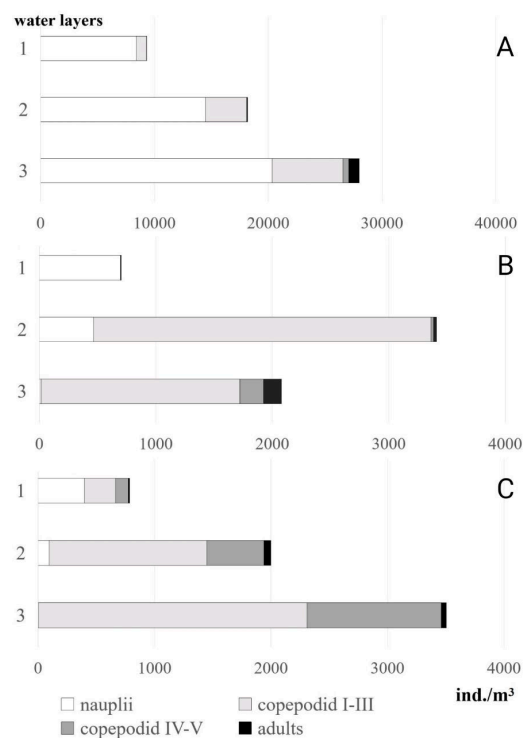 water layers
A
1
2
3
0 10000 20000 30000 40000
B
1
2
3
0 1000 2000 3000 4000
C
1
2
3
0 1000 2000 3000 4000
ind./m³
nauplii copepodid I-III
copepodid IV-V adults